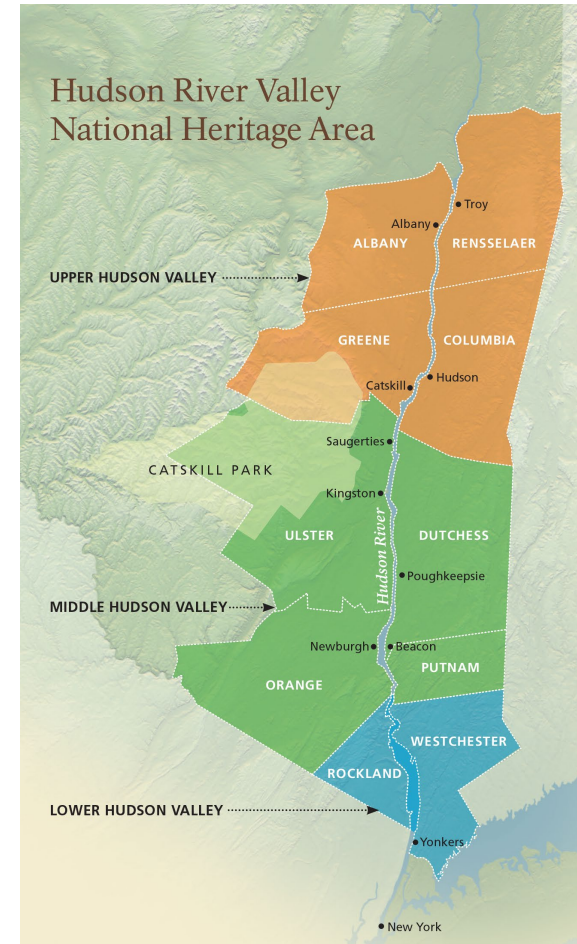 Hudson River Valley
National Heritage Area
Troy
Albany
ALBANY
RENSSELAER
UPPER HUDSON VALLEY
GREENE
COLUMBIA
Hudson
Catskill
Saugerties
CATSKILL PARK
Kingston
Hudson River
ULSTER
DUTCHESS
Poughkeepsie
MIDDLE HUDSON VALLEY
Newburgh
Beacon
PUTNAM
ORANGE
WESTCHESTER
ROCKLAND
LOWER HUDSON VALLEY
Yonkers
New York